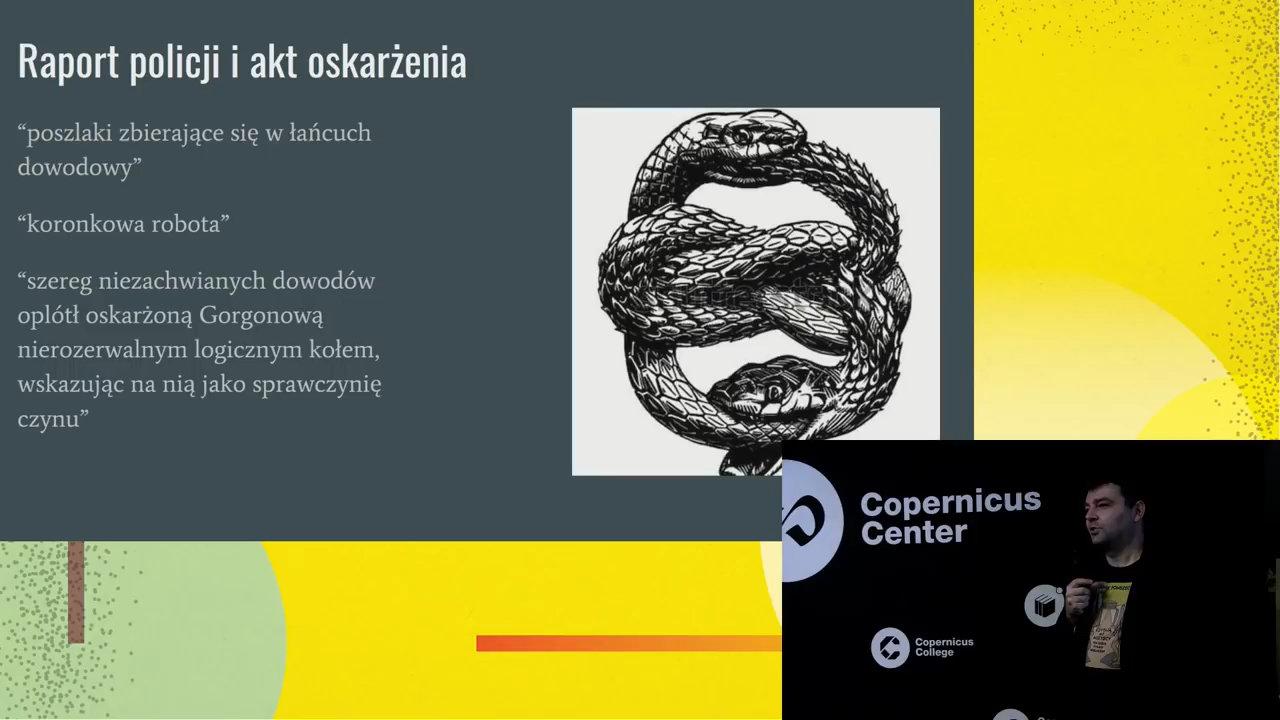 Raport policji i akt oskarżenia
“poszlaki zbierające się w łańcuch
dowodowy”
“koronkowa robota”
“szereg niezachwianych dowodów
oplótł oskarżoną Gorgonową
nierozerwalnym logicznym kołem,
wskazując na nią jako sprawczynię
czynu”
Copernicus
Center
Copernicus
College